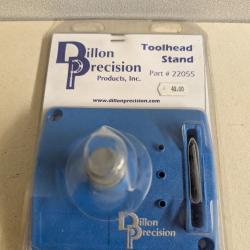 Dillon
Precision
Products, Inc.
Toolhead
Stand
Part # 22055
40.00
www.dillonprecision.com
Dillon
Precision